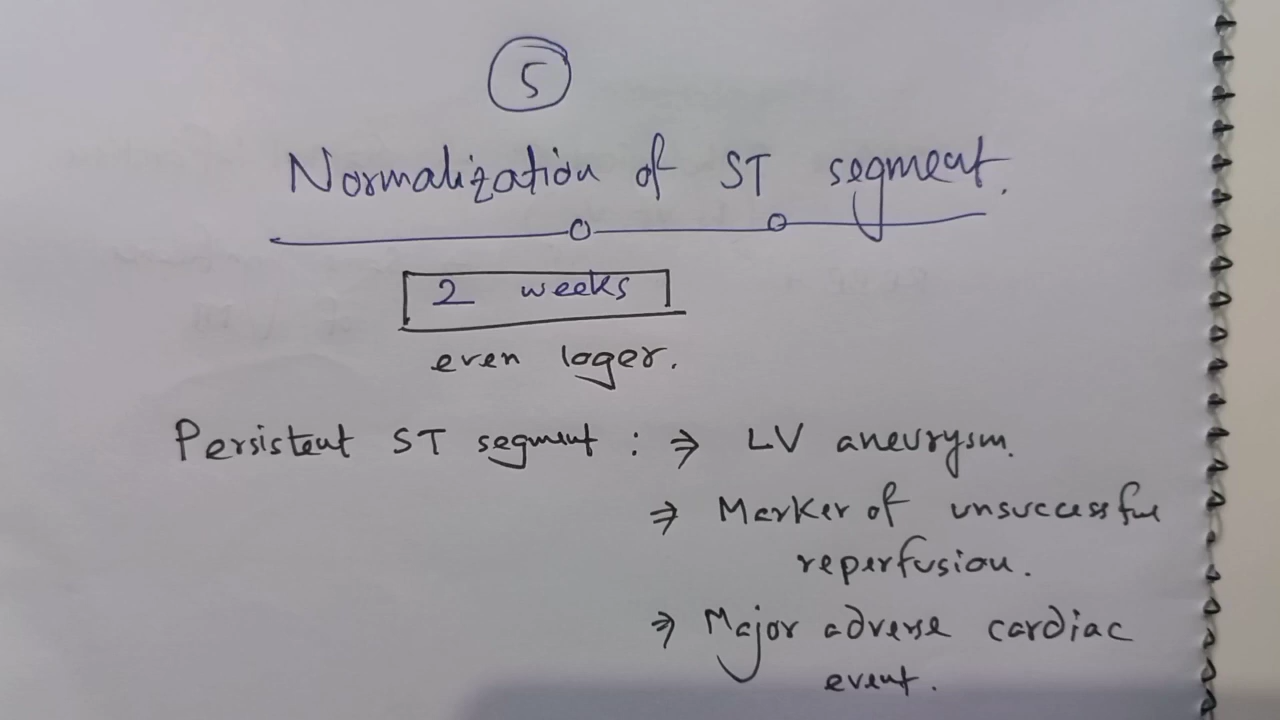 5
Normalization of ST segment.
2 weeks
even loger.
Persistent ST segment : ⇒ LV aneurysm.
⇒ Marker of unsuccessful
reperfusion.
⇒ Major adverse cardiac
event.